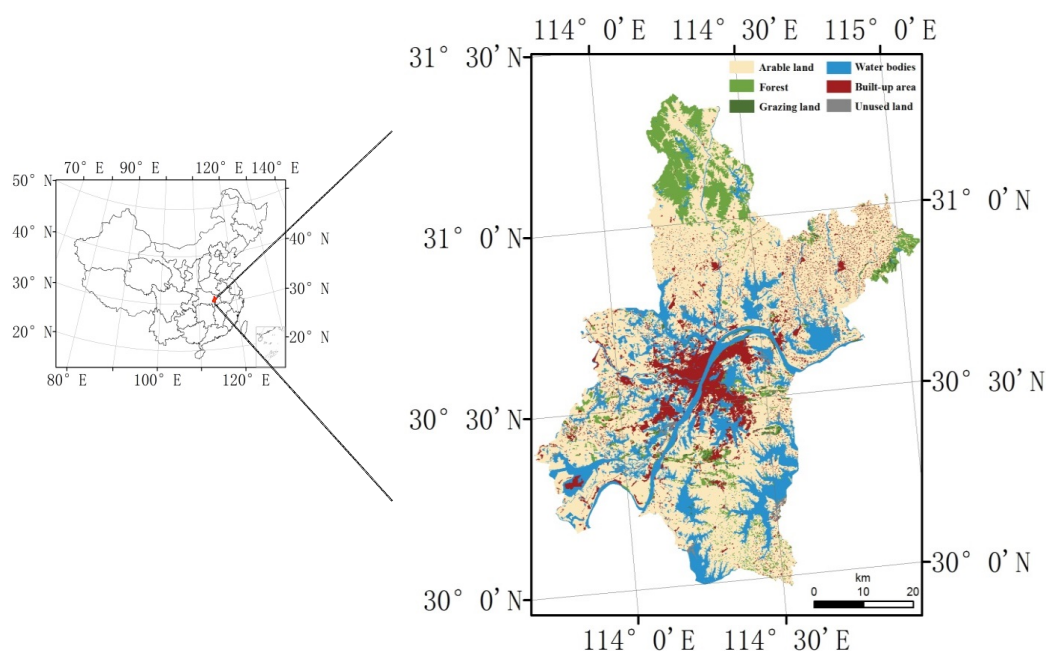 70° E 90° E 120° E 140° E
50° N
40° N
30° N
20° N
40° N
30° N
20° N
80° E 100° E 120° E
114° 0'E 114° 30'E 115° 0'E
31° 30'N
31° 0'N
30° 30'N
30° 0'N
31° 0'N
30° 30'N
30° 0'N
114° 0'E 114° 30'E
Arable land Water bodies
Forest Built-up area
Grazing land Unused land
km
0 10 20